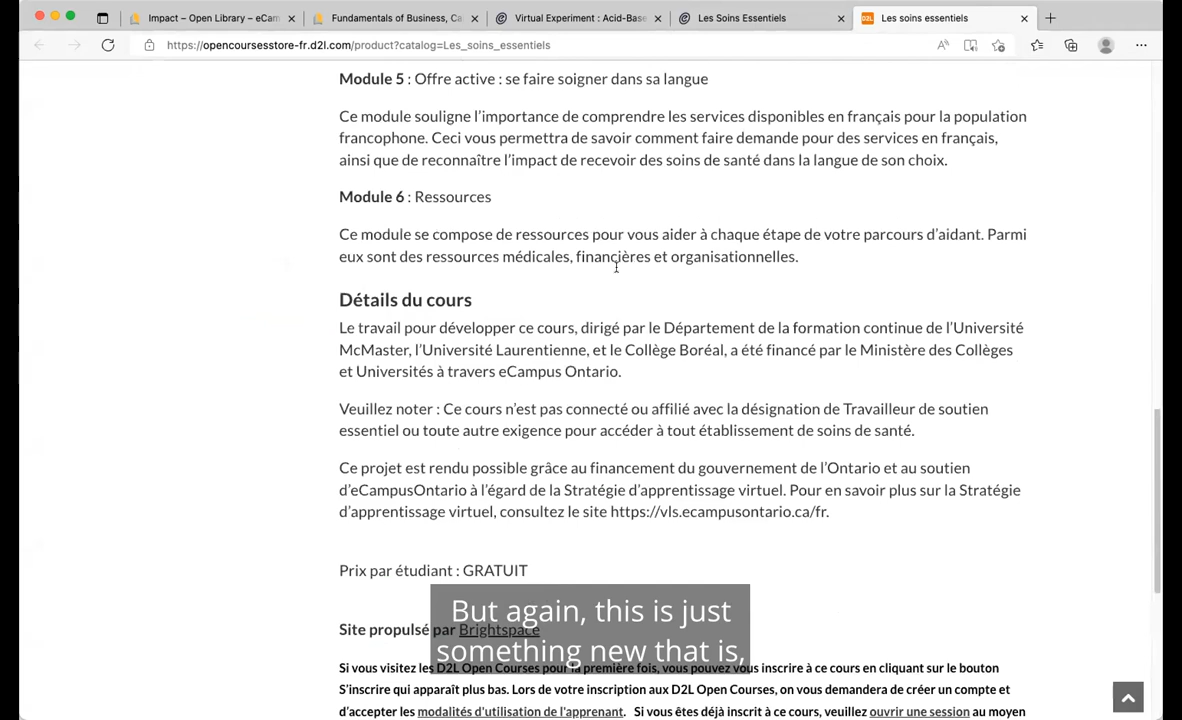 Impact – Open Library – eCam
Fundamentals of Business, Ca
Virtual Experiment : Acid-Base
Les Soins Essentiels
D2L Les soins essentiels
https://opencoursesstore-fr.d2l.com/product?catalog=Les_soins_essentiels
Module 5 : Offre active : se faire soigner dans sa langue
Ce module souligne l’importance de comprendre les services disponibles en français pour la population
francophone. Ceci vous permettra de savoir comment faire demande pour des services en français,
ainsi que de reconnaître l’impact de recevoir des soins de santé dans la langue de son choix.
Module 6 : Ressources
Ce module se compose de ressources pour vous aider à chaque étape de votre parcours d’aidant. Parmi
eux sont des ressources médicales, financières et organisationnelles.
Détails du cours
Le travail pour développer ce cours, dirigé par le Département de la formation continue de l’Université
McMaster, l’Université Laurentienne, et le Collège Boréal, a été financé par le Ministère des Collèges
et Universités à travers eCampus Ontario.
Veuillez noter : Ce cours n’est pas connecté ou affilié avec la désignation de Travailleur de soutien
essentiel ou toute autre exigence pour accéder à tout établissement de soins de santé.
Ce projet est rendu possible grâce au financement du gouvernement de l’Ontario et au soutien
d’eCampusOntario à l’égard de la Stratégie d’apprentissage virtuel. Pour en savoir plus sur la Stratégie
d’apprentissage virtuel, consultez le site https://vls.ecampusontario.ca/fr.
Prix par étudiant : GRATUIT
But again, this is just
something new that is,
Site propulsé par Brightspace
Si vous visitez les D2L Open Courses pour la première fois, vous pouvez vous inscrire à ce cours en cliquant sur le bouton
S’inscrire qui apparaît plus bas. Lors de votre inscription aux D2L Open Courses, on vous demandera de créer un compte et
d’accepter les modalités d’utilisation de l’apprenant. Si vous êtes déjà inscrit à ce cours, veuillez ouvrir une session au moyen